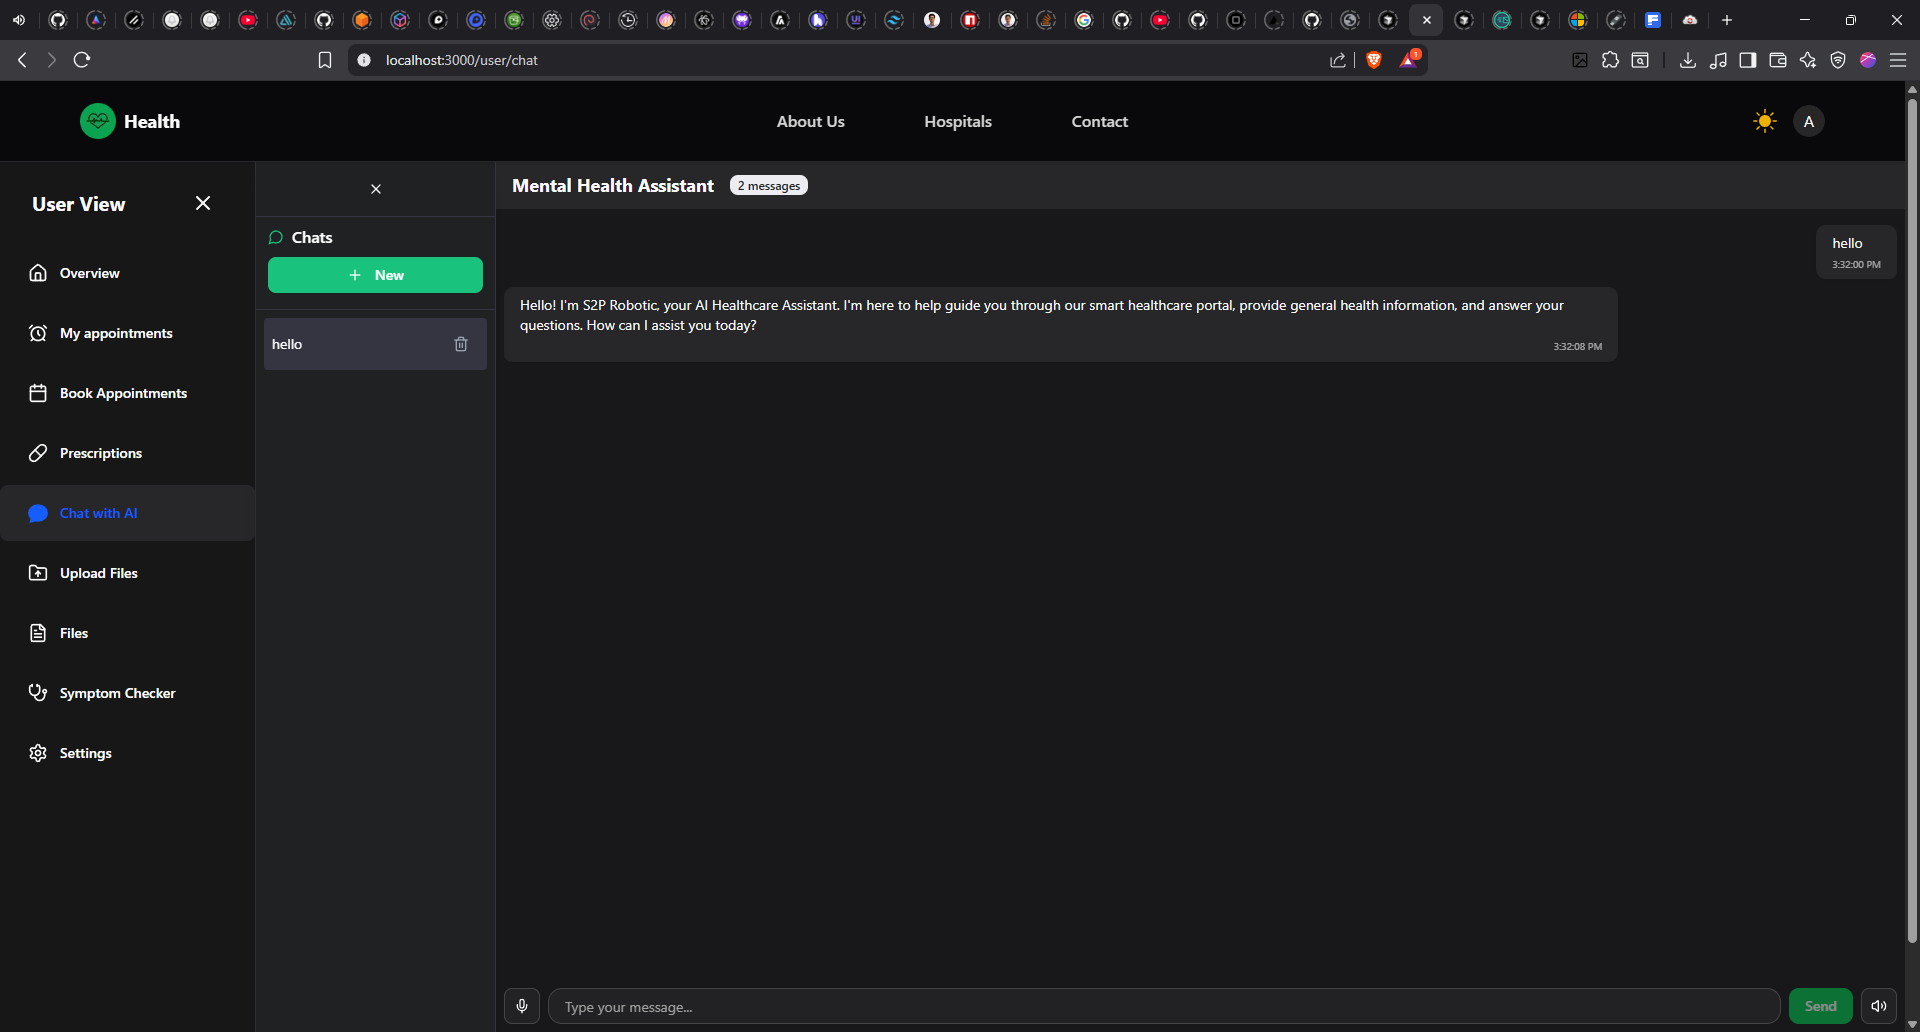 localhost:3000/user/chat
1
Health
About Us
Hospitals
Contact
A
User View
Overview
My appointments
Book Appointments
Prescriptions
Chat with AI
Upload Files
Files
Symptom Checker
Settings
Chats
+ New
hello
Mental Health Assistant
2 messages
hello
3:32:00 PM
Hello! I'm S2P Robotic, your AI Healthcare Assistant. I'm here to help guide you through our smart healthcare portal, provide general health information, and answer your
questions. How can I assist you today?
3:32:08 PM
Type your message...
Send